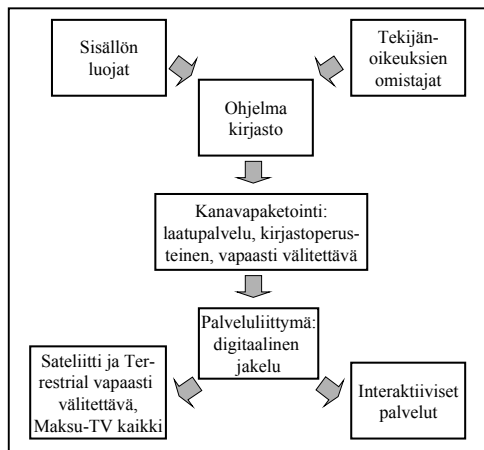 Sisällön
luojat
Tekijän-
oikeuksien
omistajat
Ohjelma
kirjasto
Kanavapaketointi:
laatupalvelu, kirjastoperus-
teinen, vapaasti välitettävä
Palveluliittymä:
digitaalinen
jakelu
Sateliitti ja Ter-
restrial vapaasti
välitettävä,
Maksu-TV kaikki
Interaktiiviset
palvelut